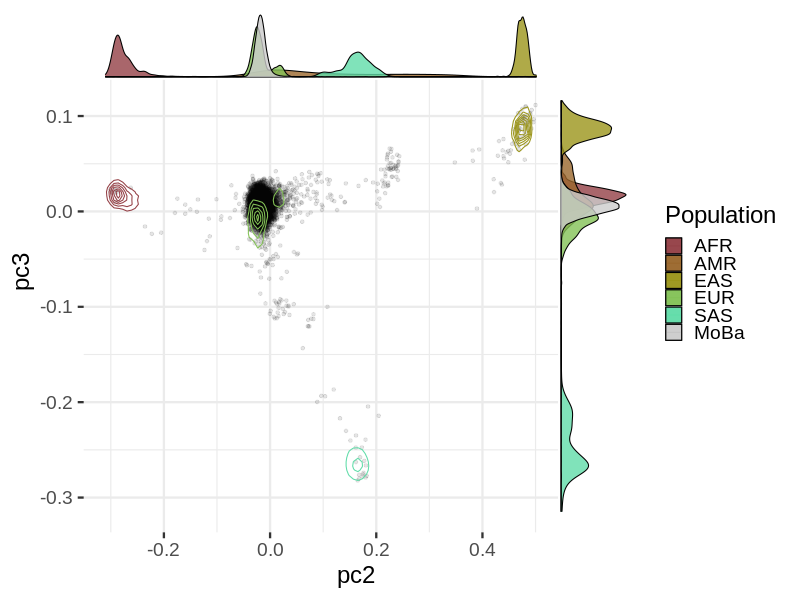 0.1
0.0
-0.1
-0.2
-0.3
pc3
-0.2
0.0
0.2
0.4
pc2
Population
AFR
AMR
EAS
EUR
SAS
MoBa